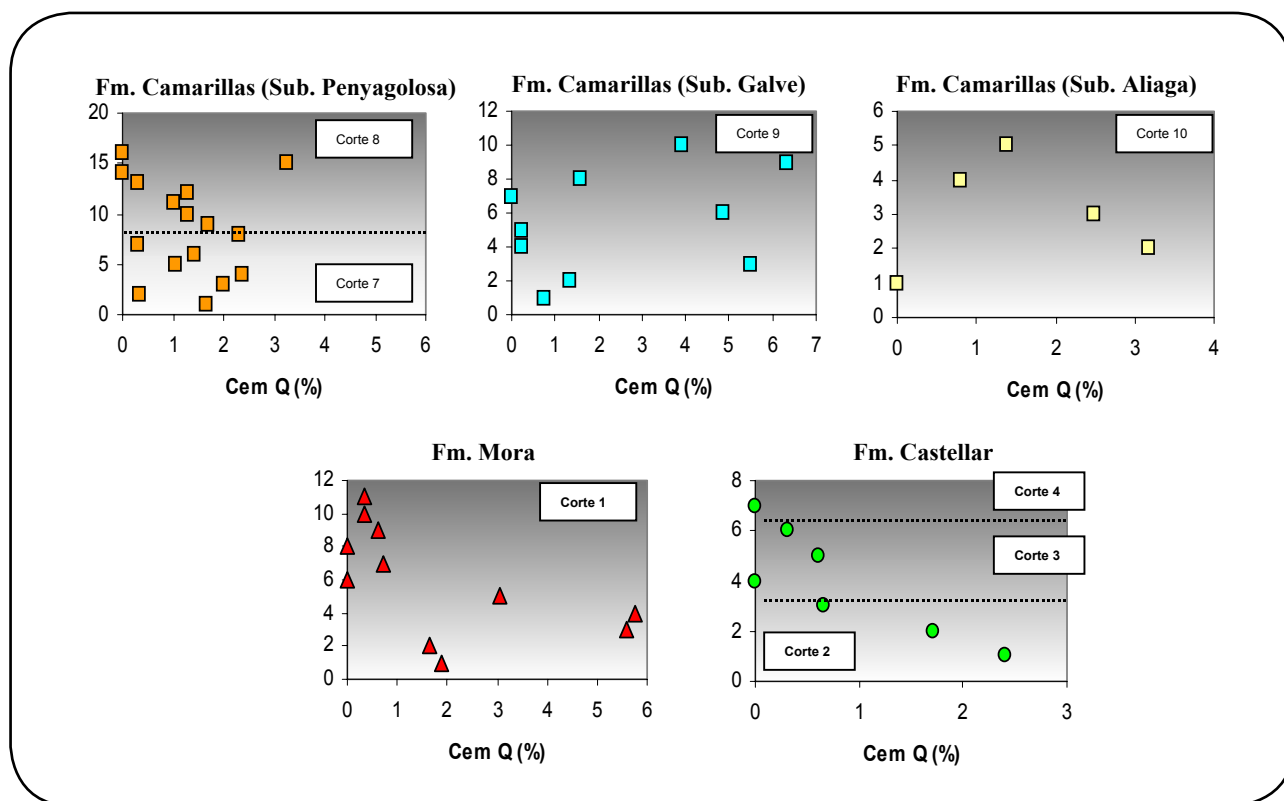 Fm. Camarillas (Sub. Penyagolosa)
20
15
10
5
0
Corte 8
Corte 7
0 1 2 3 4 5 6
Cem Q (%)
Fm. Camarillas (Sub. Galve)
12
10
8
6
4
2
0
Corte 9
0 1 2 3 4 5 6 7
Cem Q (%)
Fm. Camarillas (Sub. Aliaga)
6
5
4
3
2
1
0
Corte 10
0 1 2 3 4
Cem Q (%)
Fm. Mora
12
10
8
6
4
2
0
Corte 1
0 1 2 3 4 5 6
Cem Q (%)
Fm. Castellar
8
6
4
2
0
Corte 4
Corte 3
Corte 2
0 1 2 3
Cem Q (%)